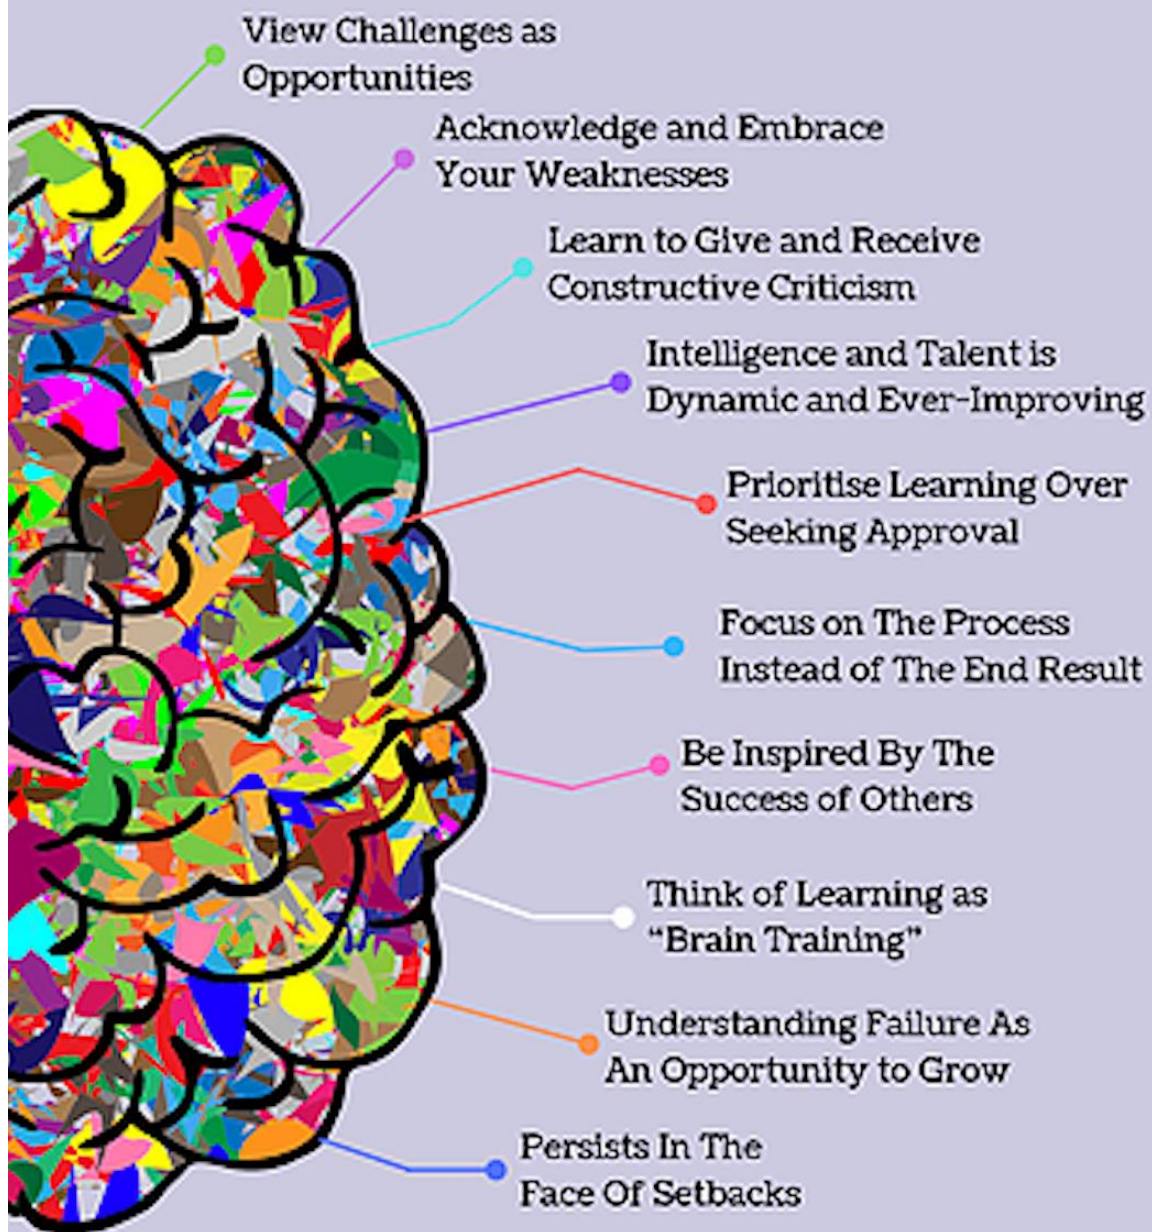 View Challenges as
Opportunities
Acknowledge and Embrace
Your Weaknesses
Learn to Give and Receive
Constructive Criticism
Intelligence and Talent is
Dynamic and Ever-Improving
Prioritise Learning Over
Seeking Approval
Focus on The Process
Instead of The End Result
Be Inspired By The
Success of Others
Think of Learning as
“Brain Training”
Understanding Failure As
An Opportunity to Grow
Persists In The
Face Of Setbacks